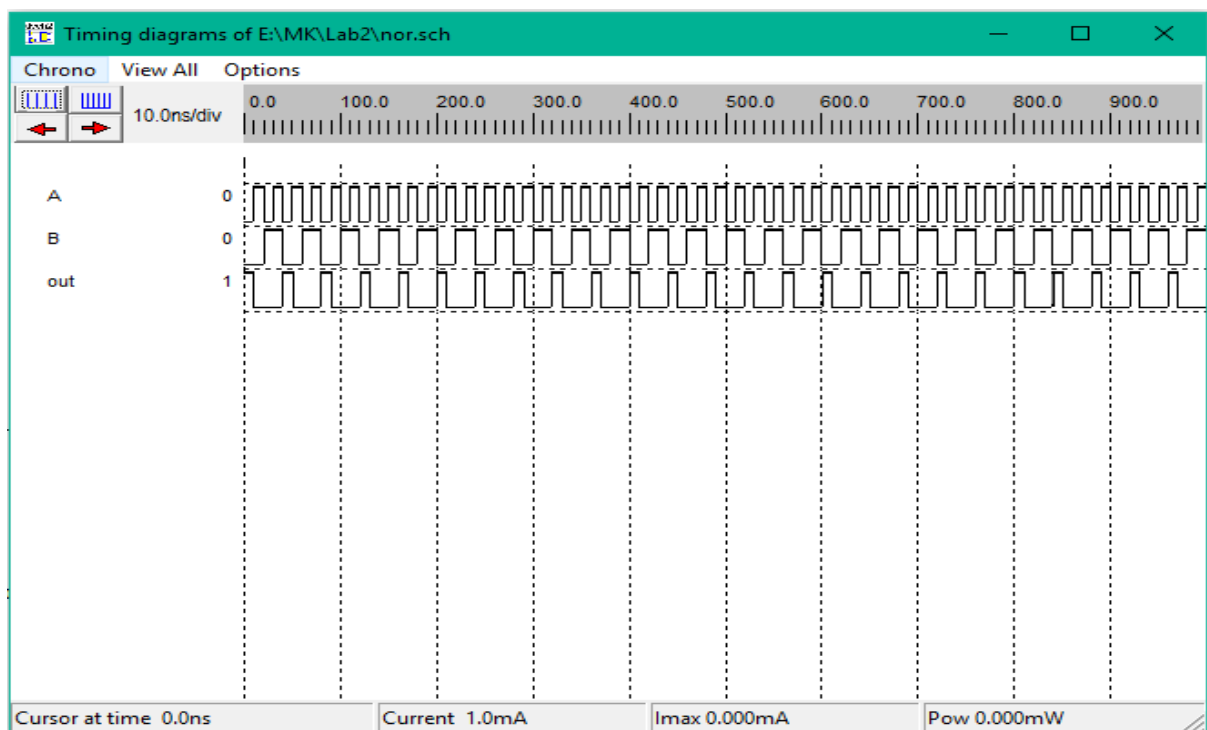 Timing diagrams of E:\MK\Lab2\nor.sch
Chrono View All Options
10.0ns/div 0.0 100.0 200.0 300.0 400.0 500.0 600.0 700.0 800.0 900.0
A 0
B 0
out 1
Cursor at time 0.0ns Current 1.0mA Imax 0.000mA Pow 0.000mW